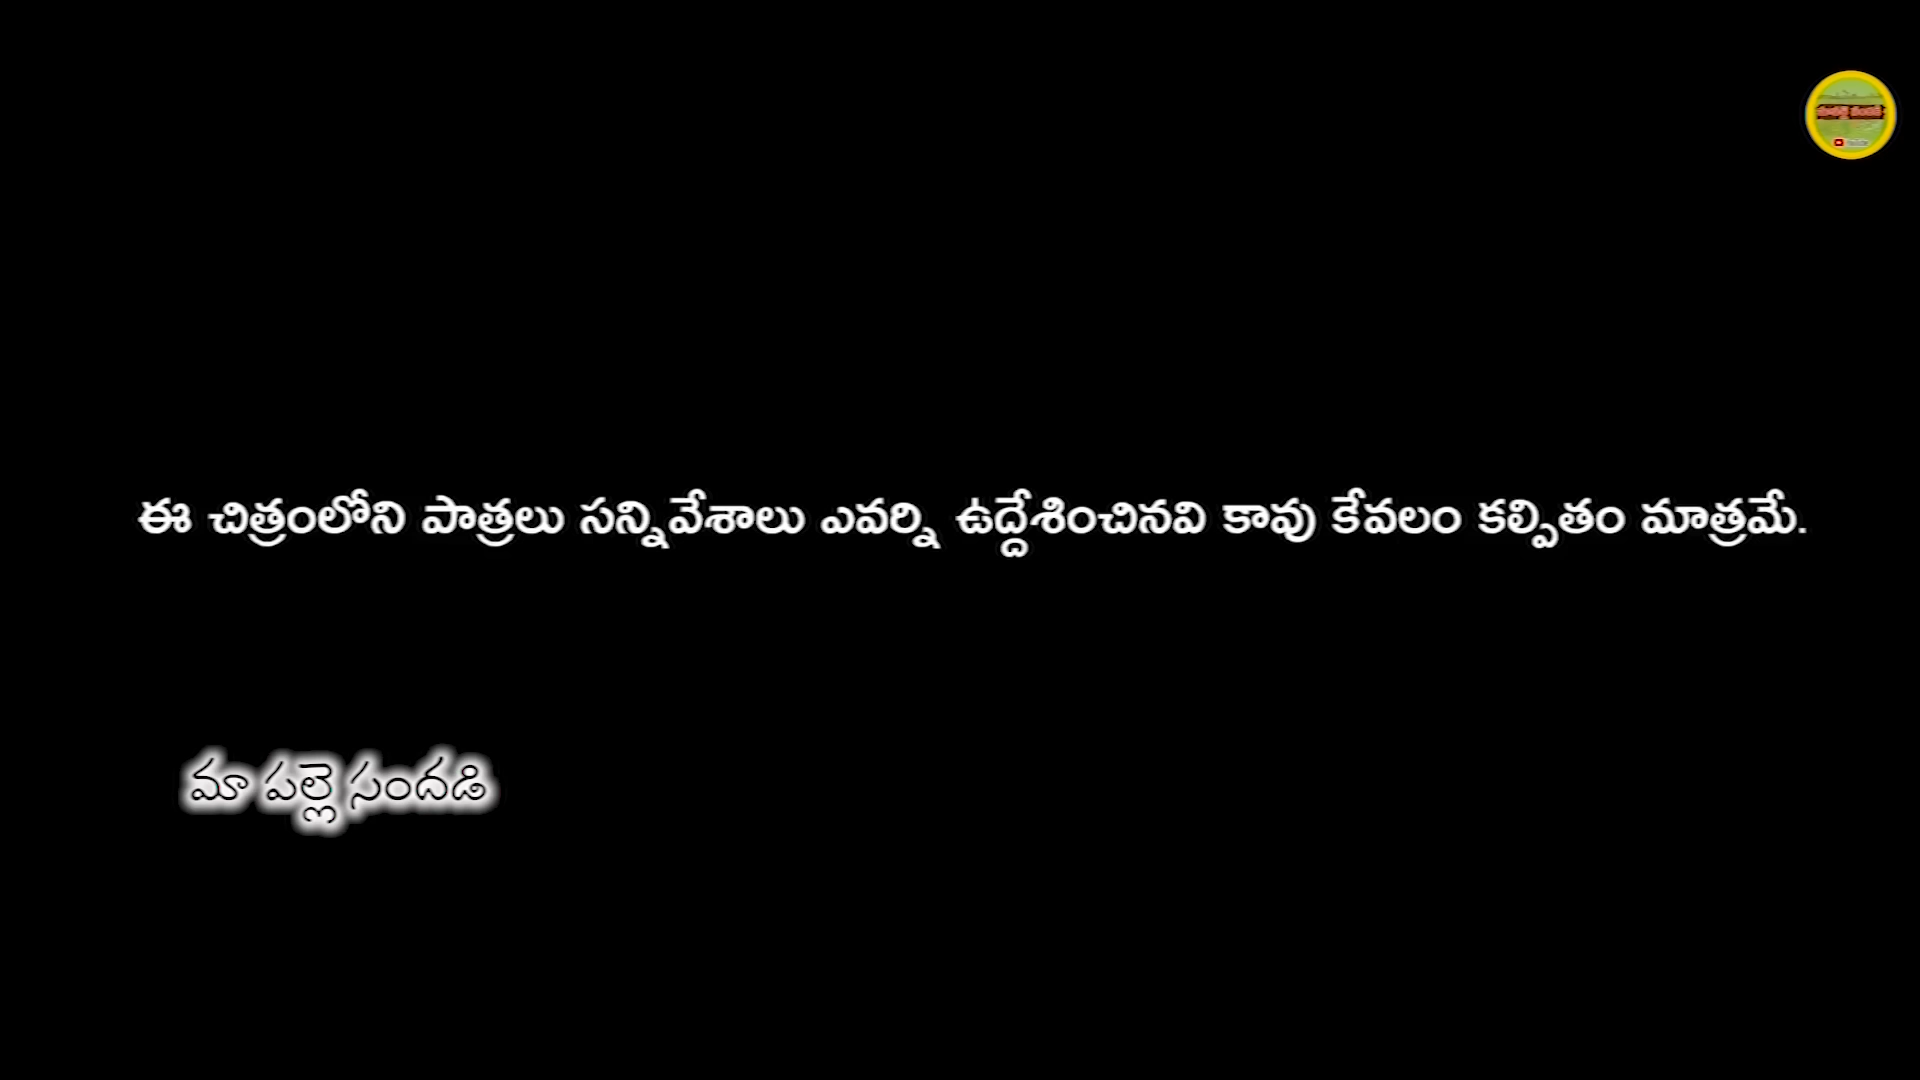 ఈ చిత్రంలోని పాత్రలు సన్నివేశాలు ఎవర్ని ఉద్దేశించినవి కావు కేవలం కల్పితం మాత్రమే.
మా పల్లె సందడి